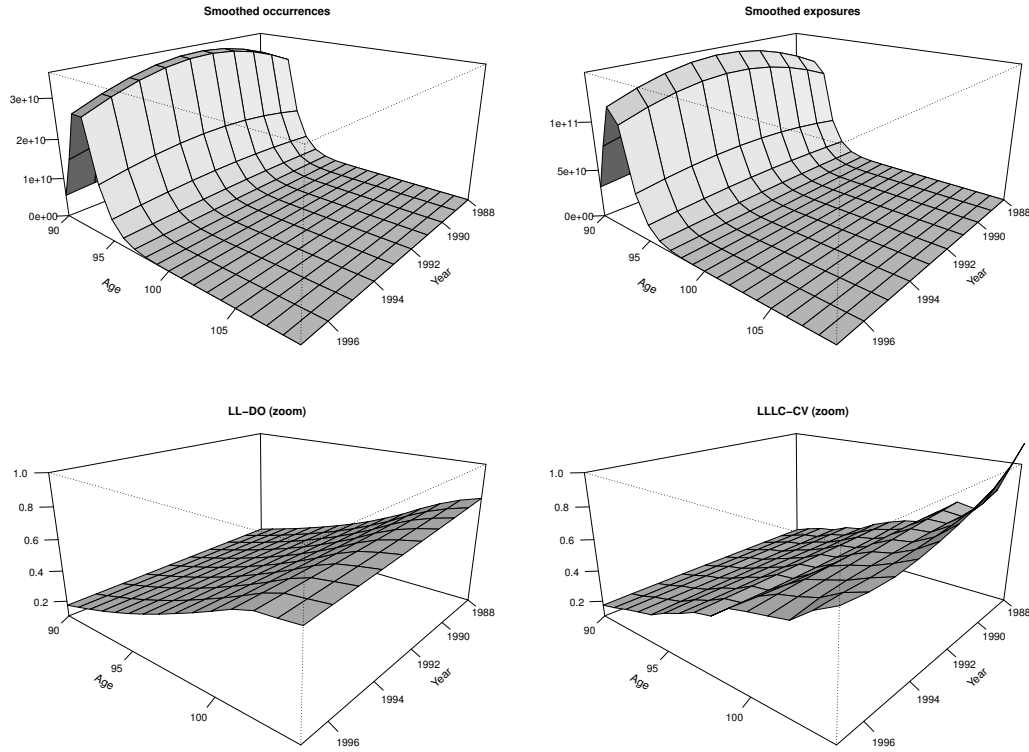 Smoothed occurrences
3e+10
2e+10
1e+10
0e+00
90
95
100
105
Age
1988
1990
1992
1994
1996
Year
Smoothed exposures
1e+11
5e+10
0e+00
90
95
100
105
Age
1988
1990
1992
1994
1996
Year
LL−DO (zoom)
1.0
0.8
0.6
0.4
0.2
90
95
100
Age
1988
1990
1992
1994
1996
Year
LLLC−CV (zoom)
1.0
0.8
0.6
0.4
0.2
90
95
100
Age
1988
1990
1992
1994
1996
Year